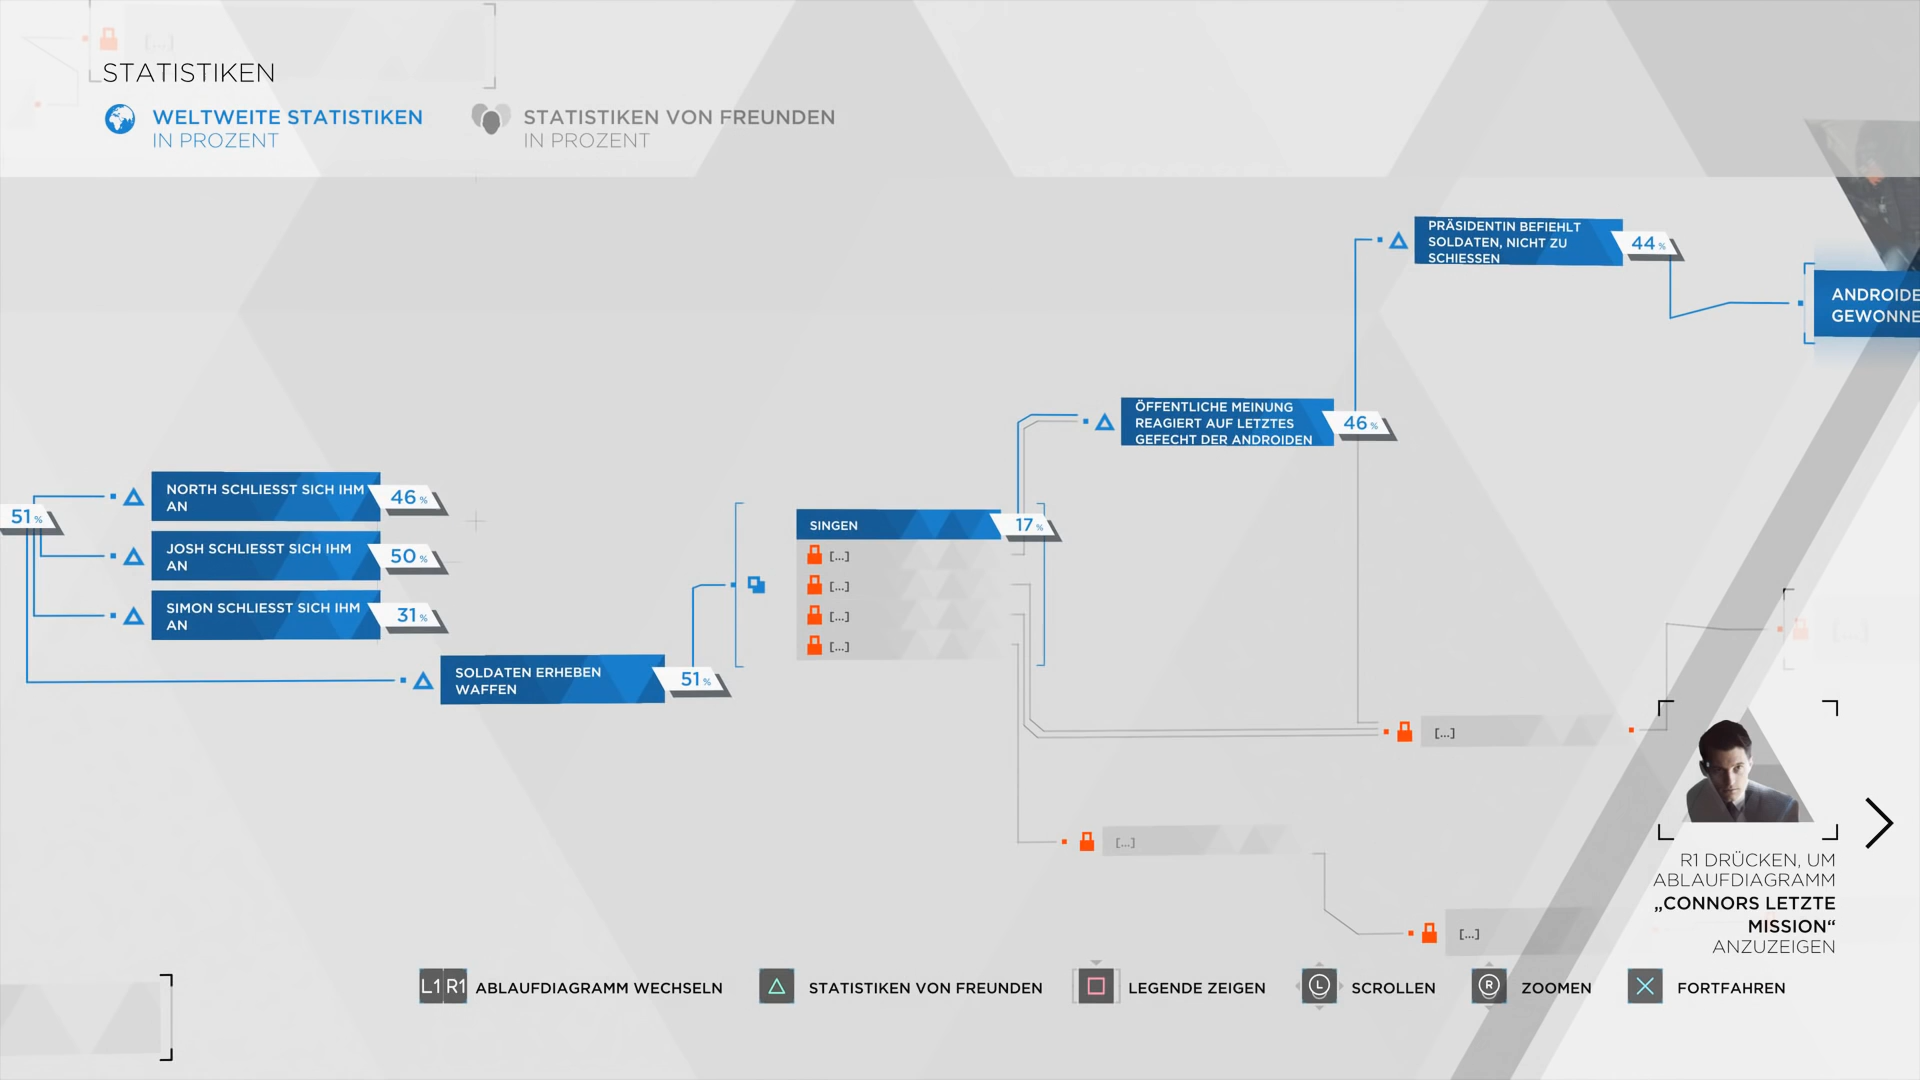 [...]
STATISTIKEN
WELTWEITE STATISTIKEN
IN PROZENT
STATISTIKEN VON FREUNDEN
IN PROZENT
PRÄSIDENTIN BEFIEHLT
SOLDATEN, NICHT ZU
SCHIESSEN
44 %
ANDROIDE
GEWONNE
ÖFFENTLICHE MEINUNG
REAGIERT AUF LETZTES
GEFECHT DER ANDROIDEN
46 %
51 %
NORTH SCHLIESST SICH IHM
AN
46 %
JOSH SCHLIESST SICH IHM
AN
50 %
SIMON SCHLIESST SICH IHM
AN
31 %
SOLDATEN ERHEBEN
WAFFEN
51 %
SINGEN
17 %
[...]
[...]
[...]
[...]
[...]
[...]
[...]
[...]
R1 DRÜCKEN, UM
ABLAUFDIAGRAMM
„CONNORS LETZTE
MISSION“
ANZUZEIGEN
L1 R1 ABLAUFDIAGRAMM WECHSELN
STATISTIKEN VON FREUNDEN
LEGENDE ZEIGEN
L SCROLLEN
R ZOOMEN
FORTFAHREN